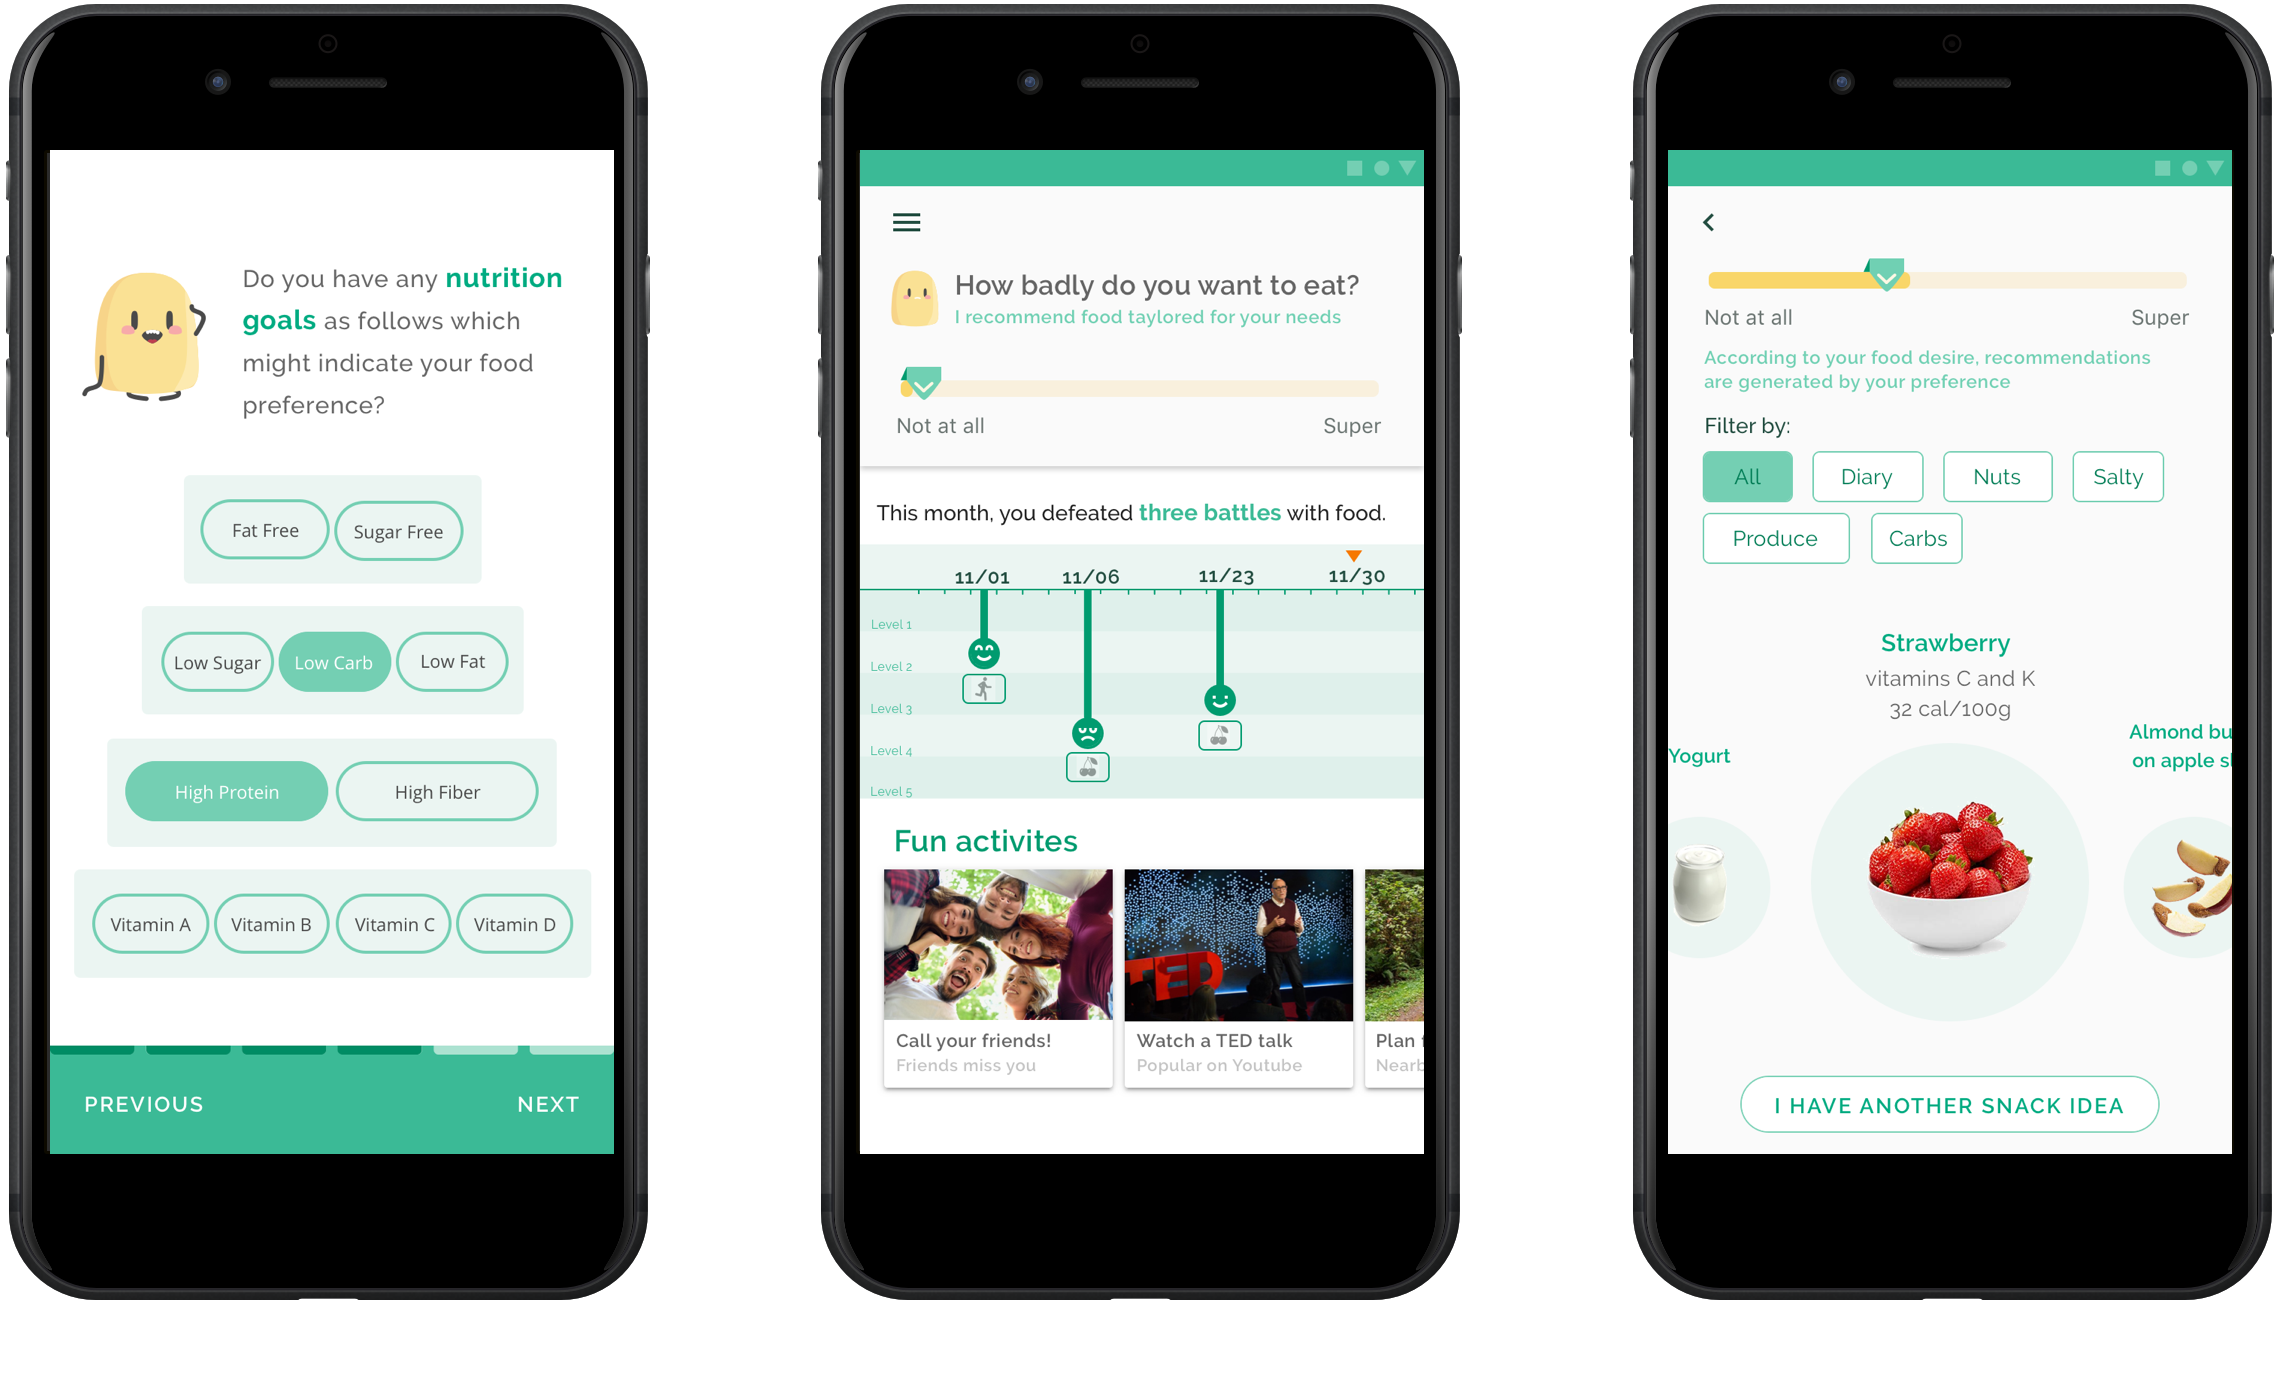 Do you have any nutrition
goals as follows which
might indicate your food
preference?
Fat Free
Sugar Free
Low Sugar
Low Carb
Low Fat
High Protein
High Fiber
Vitamin A
Vitamin B
Vitamin C
Vitamin D
PREVIOUS
NEXT
How badly do you want to eat?
I recommend food taylored for your needs
Not at all
Super
This month, you defeated three battles with food.
11/01
11/06
11/23
11/30
Level 1
Level 2
Level 3
Level 4
Level 5
Fun activites
TED
Call your friends!
Friends miss you
Watch a TED talk
Popular on Youtube
Plan
Nearb
Not at all
Super
According to your food desire, recommendations
are generated by your preference
Filter by:
All
Diary
Nuts
Salty
Produce
Carbs
Strawberry
vitamins C and K
32 cal/100g
Yogurt
Almond bu
on apple sl
I HAVE ANOTHER SNACK IDEA